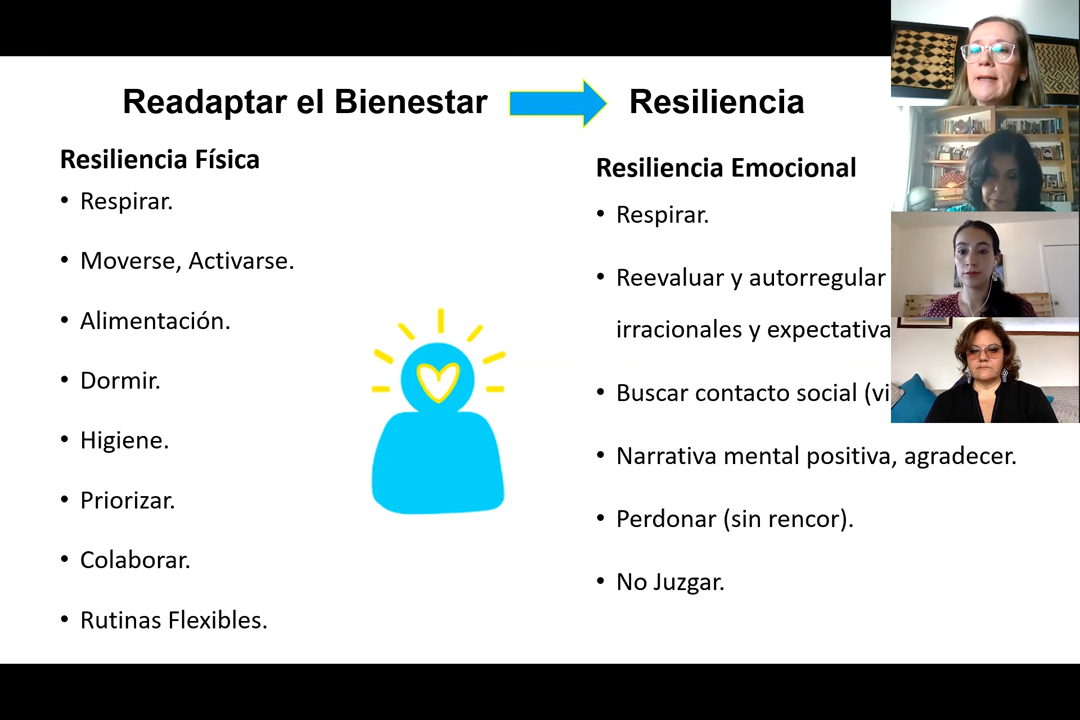 Readaptar el Bienestar
Resiliencia
Resiliencia Física
• Respirar.
• Moverse, Activarse.
• Alimentación.
• Dormir.
• Higiene.
• Priorizar.
• Colaborar.
• Rutinas Flexibles.
Resiliencia Emocional
• Respirar.
• Reevaluar y autorregular
irracionales y expectativa
• Buscar contacto social (vi
• Narrativa mental positiva, agradecer.
• Perdonar (sin rencor).
• No Juzgar.